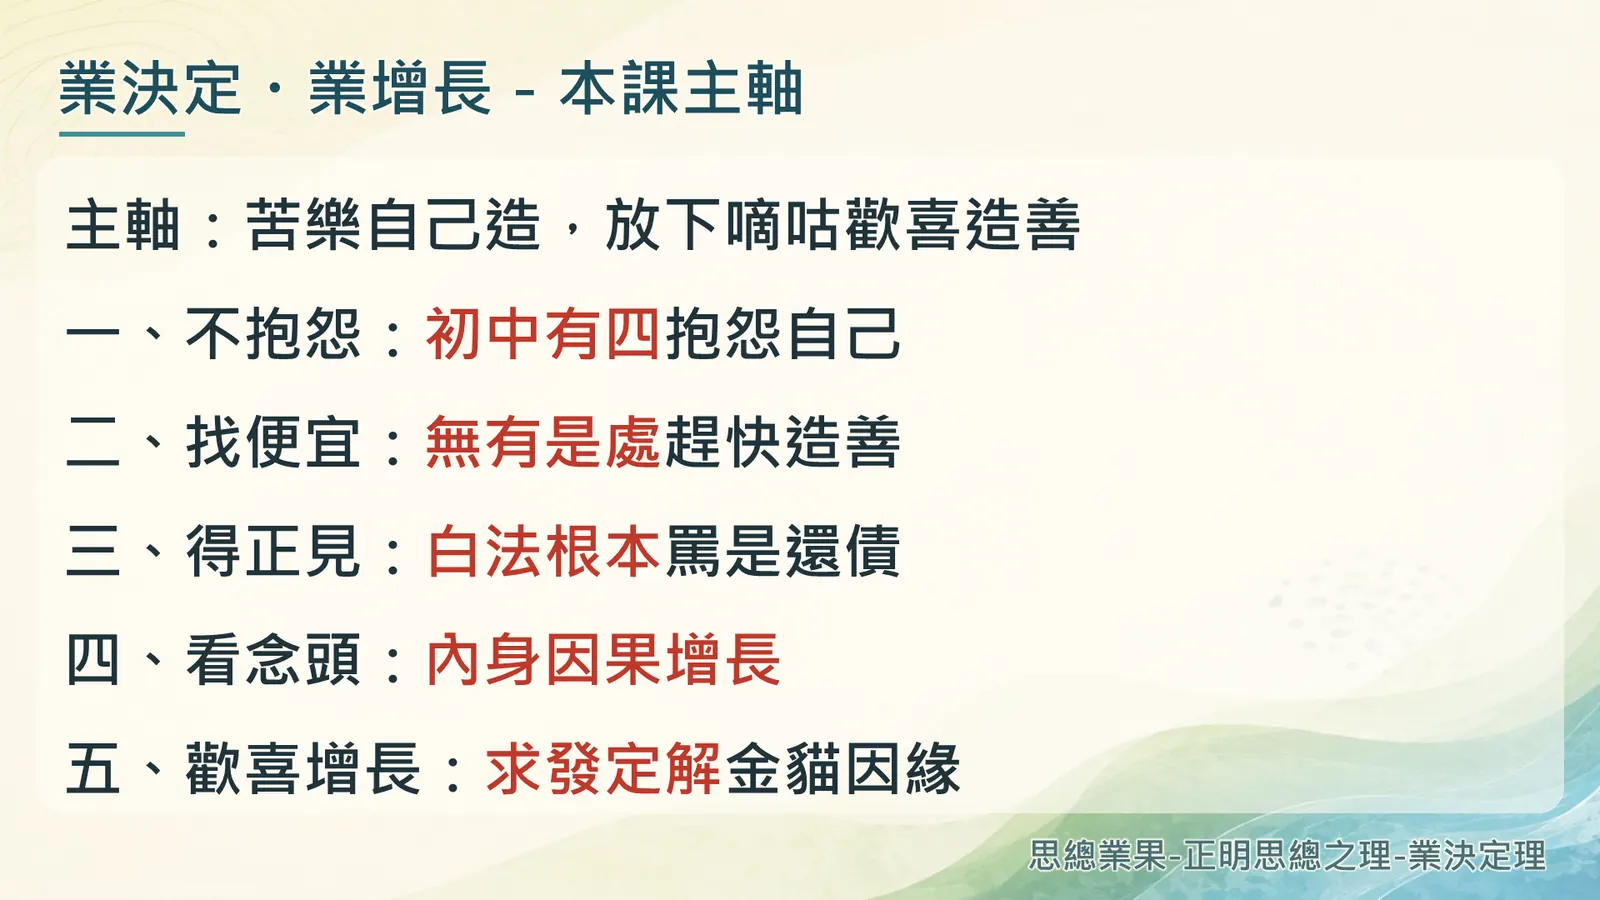 業決定．業增長 - 本課主軸
主軸：苦樂自己造，放下嘀咕歡喜造善
一、不抱怨：初中有四抱怨自己
二、找便宜：無有是處趕快造善
三、得正見：白法根本罵是還債
四、看念頭：內身因果增長
五、歡喜增長：求發定解金貓因緣
思總業果-正明思總之理-業決定理